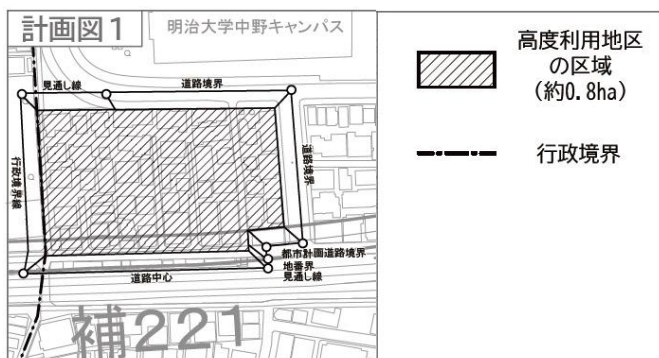 計画図1
明治大学中野キャンパス
見通し線
道路境界
行政境界線
道路境界
都市計画道路境界
地番界
見通し線
道路中心
補221
高度利用地区
の区域
(約0.8ha)
行政境界